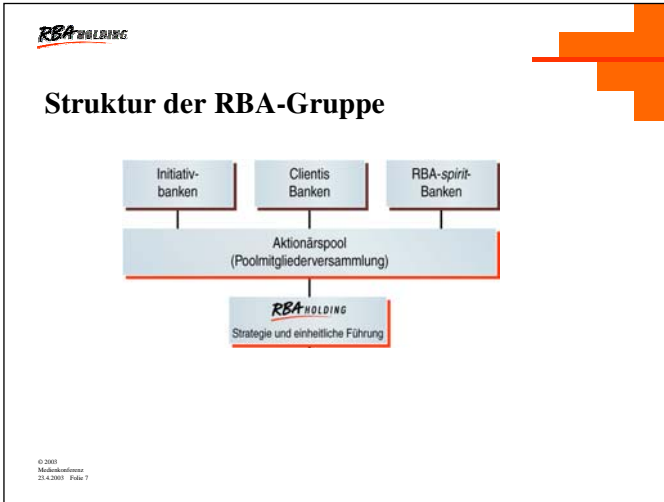 RBA HOLDING
Struktur der RBA-Gruppe
Initiativ-
banken
Clientis
Banken
RBA-spirit-
Banken
Aktionärspool
(Poolmitgliederversammlung)
RBA HOLDING
Strategie und einheitliche Führung
© 2003
Medienkonferenz
23.4.2003 Folie 7